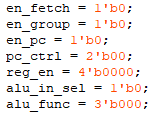 en_fetch = 1'b0;
en_group = 1'b0;
en_pc = 1'b0;
pc_ctrl = 2'b00;
reg_en = 4'b0000;
alu_in_sel = 1'b0;
alu_func = 3'b000;